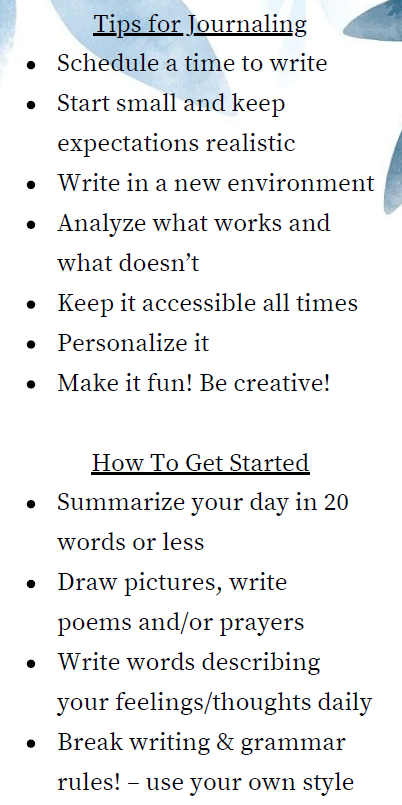 Tips for Journaling
• Schedule a time to write
• Start small and keep
expectations realistic
• Write in a new environment
• Analyze what works and
what doesn’t
• Keep it accessible all times
• Personalize it
• Make it fun! Be creative!
How To Get Started
• Summarize your day in 20
words or less
• Draw pictures, write
poems and/or prayers
• Write words describing
your feelings/thoughts daily
• Break writing & grammar
rules! – use your own style